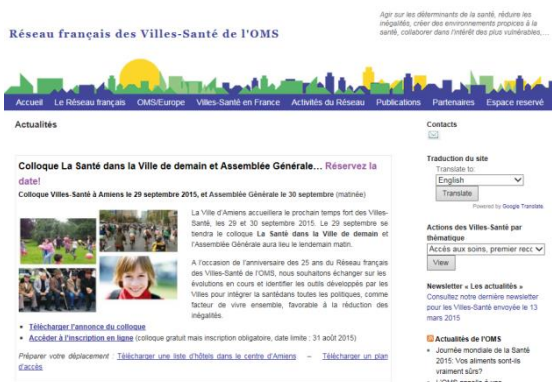 Agir sur les déterminants de la santé, réduire les
inégalités, créer des environnements propices à la
santé, collaborer dans l'intérêt des plus vulnérables,...
Réseau français des Villes-Santé de l'OMS
Accueil Le Réseau français OMS/Europe Villes-Santé en France Activités du Réseau Publications Partenaires Espace reservé
Actualités
Colloque La Santé dans la Ville de demain et Assemblée Générale… Réservez la
date!
Colloque Villes-Santé à Amiens le 29 septembre 2015, et Assemblée Générale le 30 septembre (matinée)
La Ville d'Amiens accueillera le prochain temps fort des Villes-
Santé, les 29 et 30 septembre 2015. Le 29 septembre se
tendra le colloque La Santé dans la Ville de demain et
l'Assemblée Générale aura lieu le lendemain matin.
A l'occasion de l'anniversaire des 25 ans du Réseau français
des Villes-Santé de l'OMS, nous souhaitons échanger sur les
évolutions en cours et identifier les outils développés par les
Villes pour intégrer la santédans toutes les politiques, comme
facteur de vivre ensemble, favorable à la réduction des
inégalités.
• Télécharger l'annonce du colloque
• Accéder à l'inscription en ligne (colloque gratuit mais inscription obligatoire, date limite : 31 août 2015)
Préparer votre déplacement : Télécharger une liste d'hôtels dans le centre d'Amiens – Télécharger un plan
d'accès
Contacts
Traduction du site
Translate to:
English
Translate
Powered by Google Translate
Actions des Villes-Santé par
thématique
Accès aux soins, premier recc
View
Newsletter « Les actualités »
Consultez notre dernière newsletter
pour les Villes-Santé envoyée le 13
mars 2015
Actualités de l'OMS
Journée mondiale de la Santé
2015: Vos aliments sont-ils
vraiment sûrs?